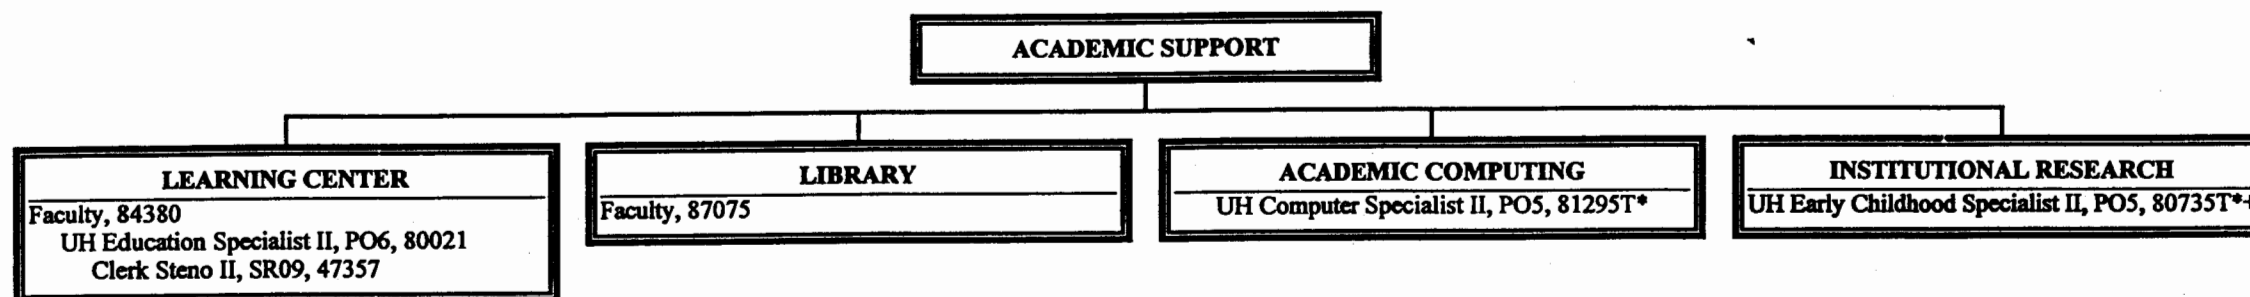 ACADEMIC SUPPORT
LEARNING CENTER
Faculty, 84380
UH Education Specialist II, PO6, 80021
Clerk Steno II, SR09, 47357
LIBRARY
Faculty, 87075
ACADEMIC COMPUTING
UH Computer Specialist II, PO5, 81295T*
INSTITUTIONAL RESEARCH
UH Early Childhood Specialist II, PO5, 80735T*+